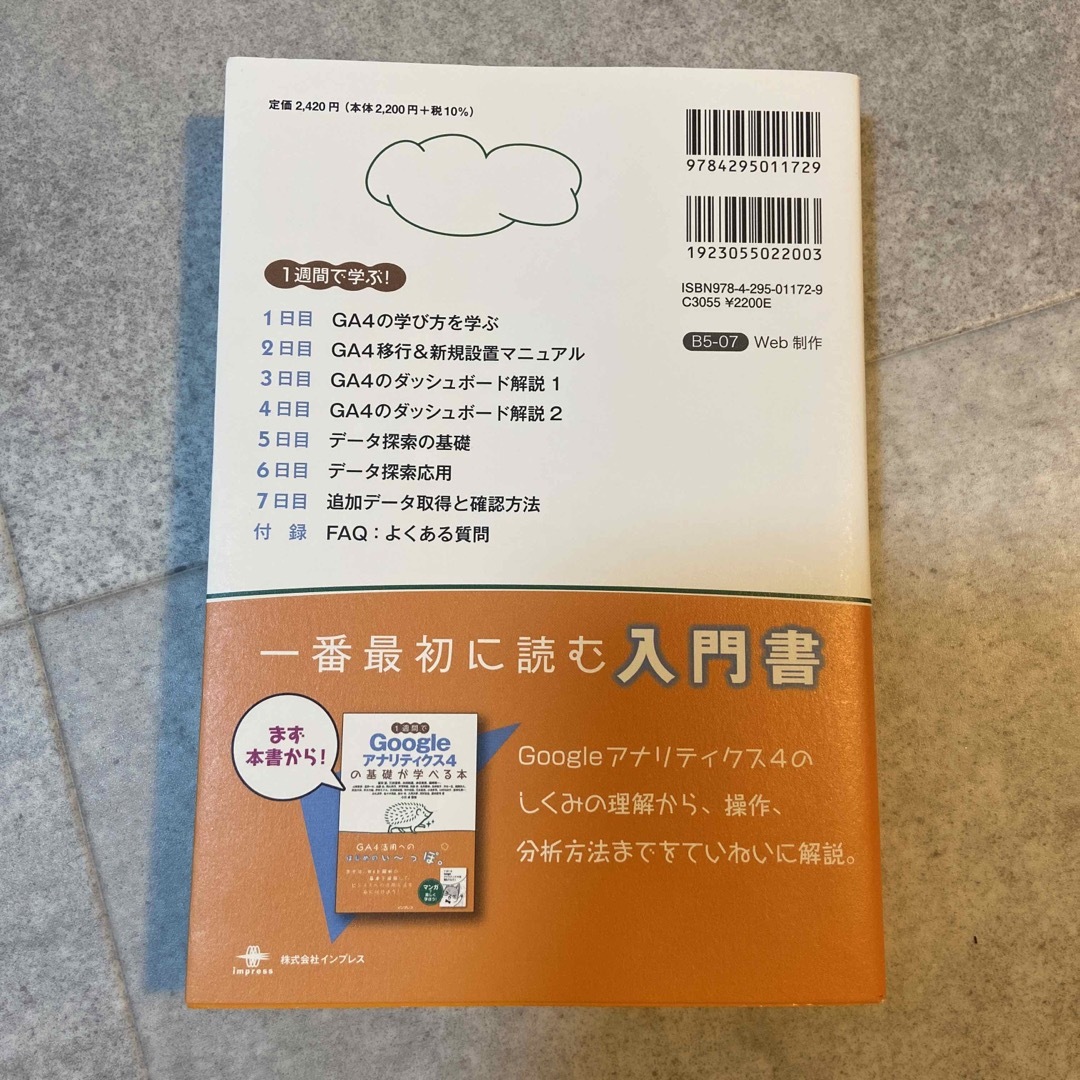 定価2,420円（本体2,200円＋税10%）
9784295011729
1923055022003
ISBN978-4-295-01172-9
C3055 ¥2200E
B5-07 Web制作
1週間で学ぶ！
1日目 GA4の学び方を学ぶ
2日目 GA4移行＆新規設置マニュアル
3日目 GA4のダッシュボード解説1
4日目 GA4のダッシュボード解説2
5日目 データ探索の基礎
6日目 データ探索応用
7日目 追加データ取得と確認方法
付録 FAQ：よくある質問
一番最初に読む入門書
まず
本書から！
1週間で
Google
アナリティクス4
の基礎が学べる本
GA4活用への
はじめのい〜っぽ。
マンガ
Googleアナリティクス4の
しくみの理解から、操作、
分析方法までをていねいに解説。
impress 株式会社インプレス